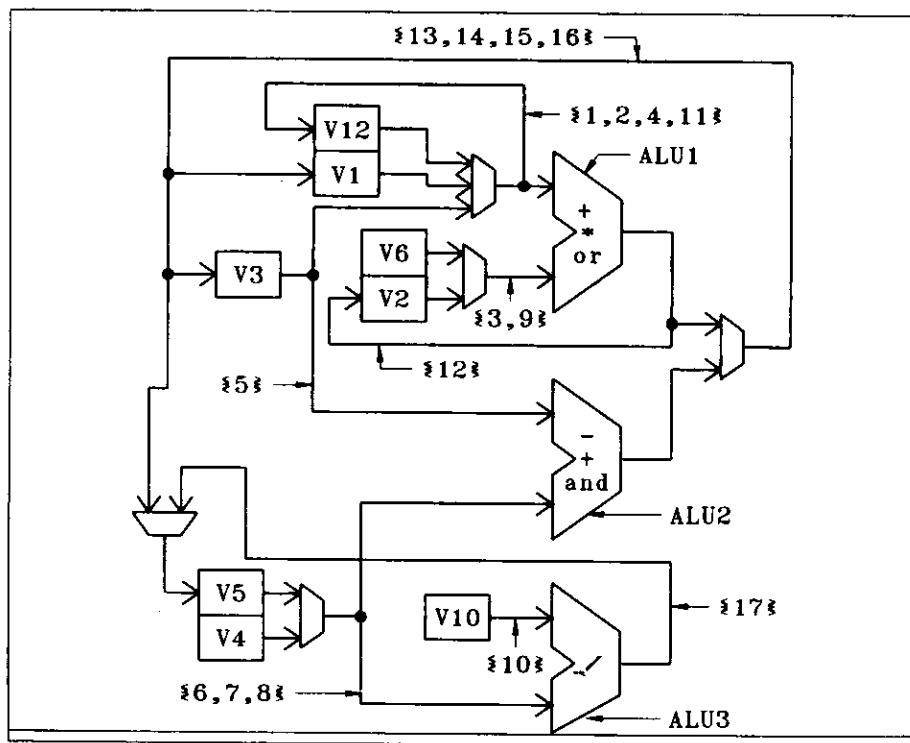 {13,14,15,16}
{1,2,4,11}
V12
V1
ALU1
+
*
or
V3
V6
V2
{3,9}
{12}
{5}
-
+
and
ALU2
V5
V4
V10
{17}
{10}
{6,7,8}
ALU3